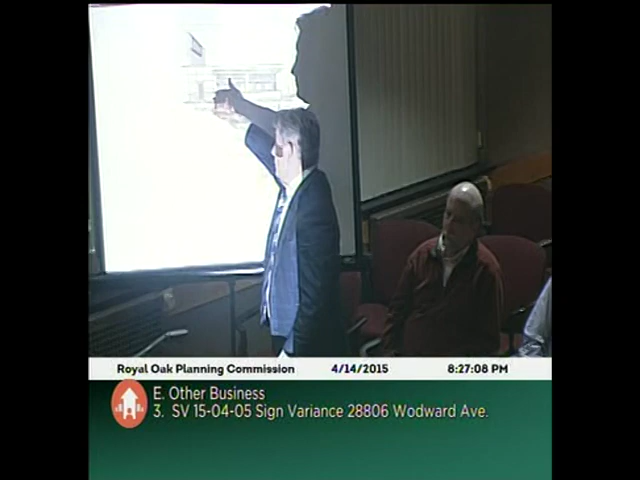 Royal Oak Planning Commission 4/14/2015 8:27:08 PM
E. Other Business
3. SV 15-04-05 Sign Variance 28806 Wodward Ave.